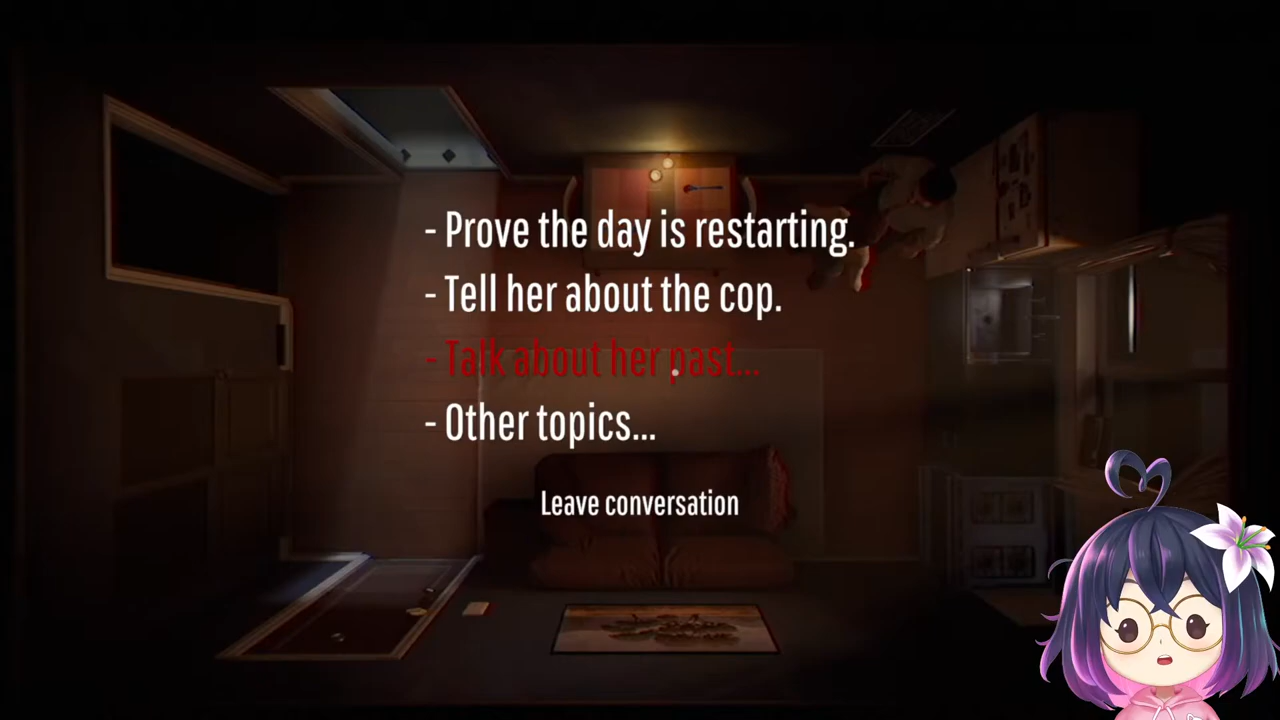 - Prove the day is restarting.
- Tell her about the cop.
- Talk about her past...
- Other topics...
Leave conversation